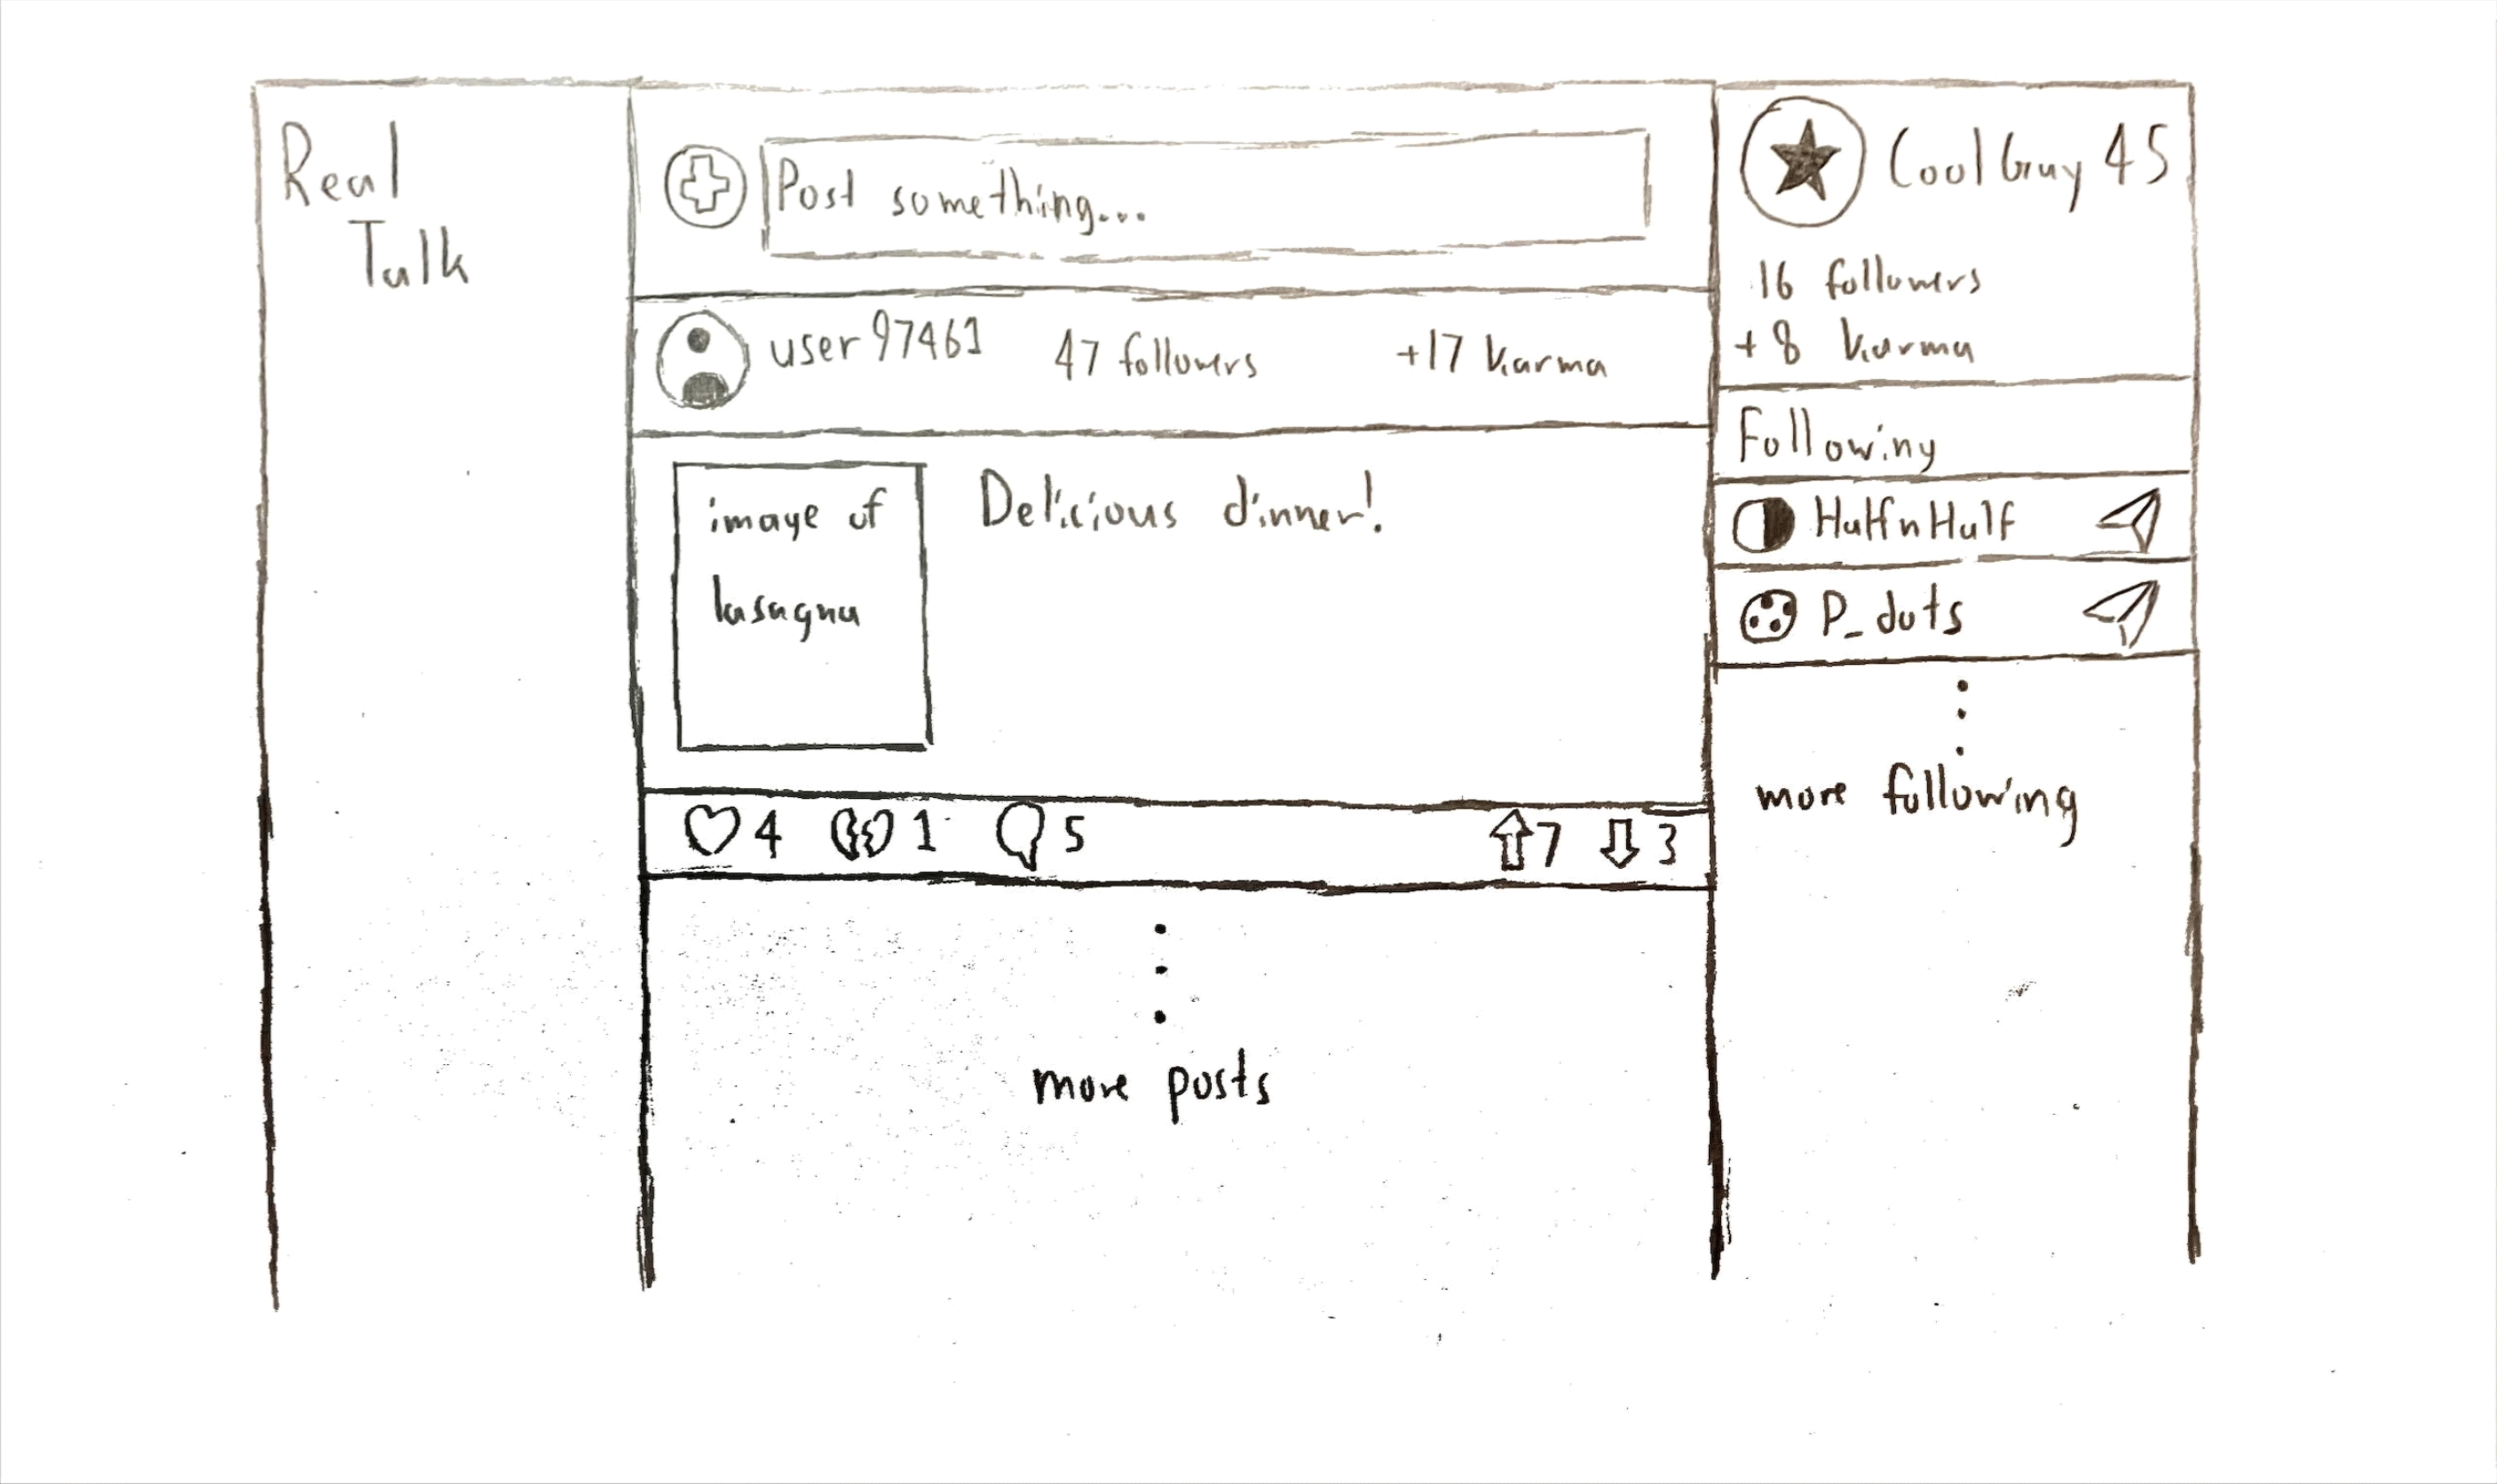 Real
Talk
Post something...
user97461
47 followers
+17 karma
image of
lasagna
Delicious dinner!
4
1
5
7
3
more posts
CoolGuy45
16 followers
+8 karma
Following
HalfnHalf
P_dots
more following